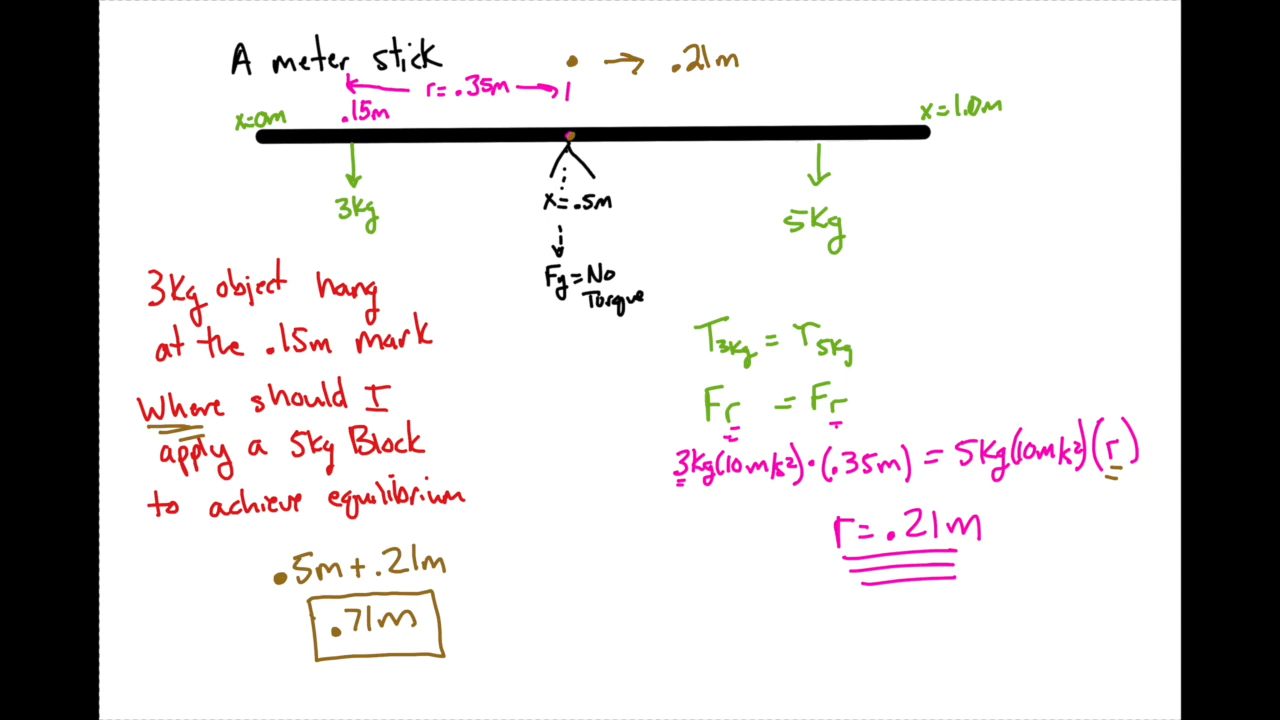 A meter stick
→ .21m
r= .35m
x=0m
.15m
x=1.0m
3kg
x= .5m
5Kg
Fg=No
Torque
3Kg object hang
at the .15m mark
Where should I
apply a 5kg Block
to achieve equilibrium
.5m+.21m
.71m
T3kg = T5kg
Fr = Fr
3kg(10m/s²)·(.35m) = 5kg(10m/s²)(r)
r= .21m